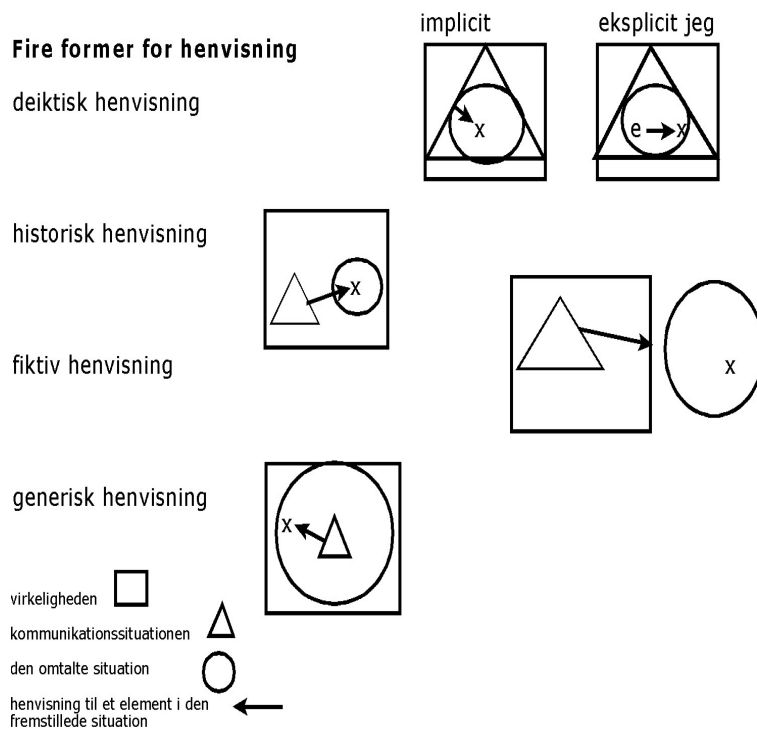 implicit
eksplicit jeg
Fire former for henvisning
deiktisk henvisning
x
e
x
historisk henvisning
x
fiktiv henvisning
x
generisk henvisning
x
virkeligheden
kommunikationssituationen
den omtalte situation
henvisning til et element i den
fremstillede situation